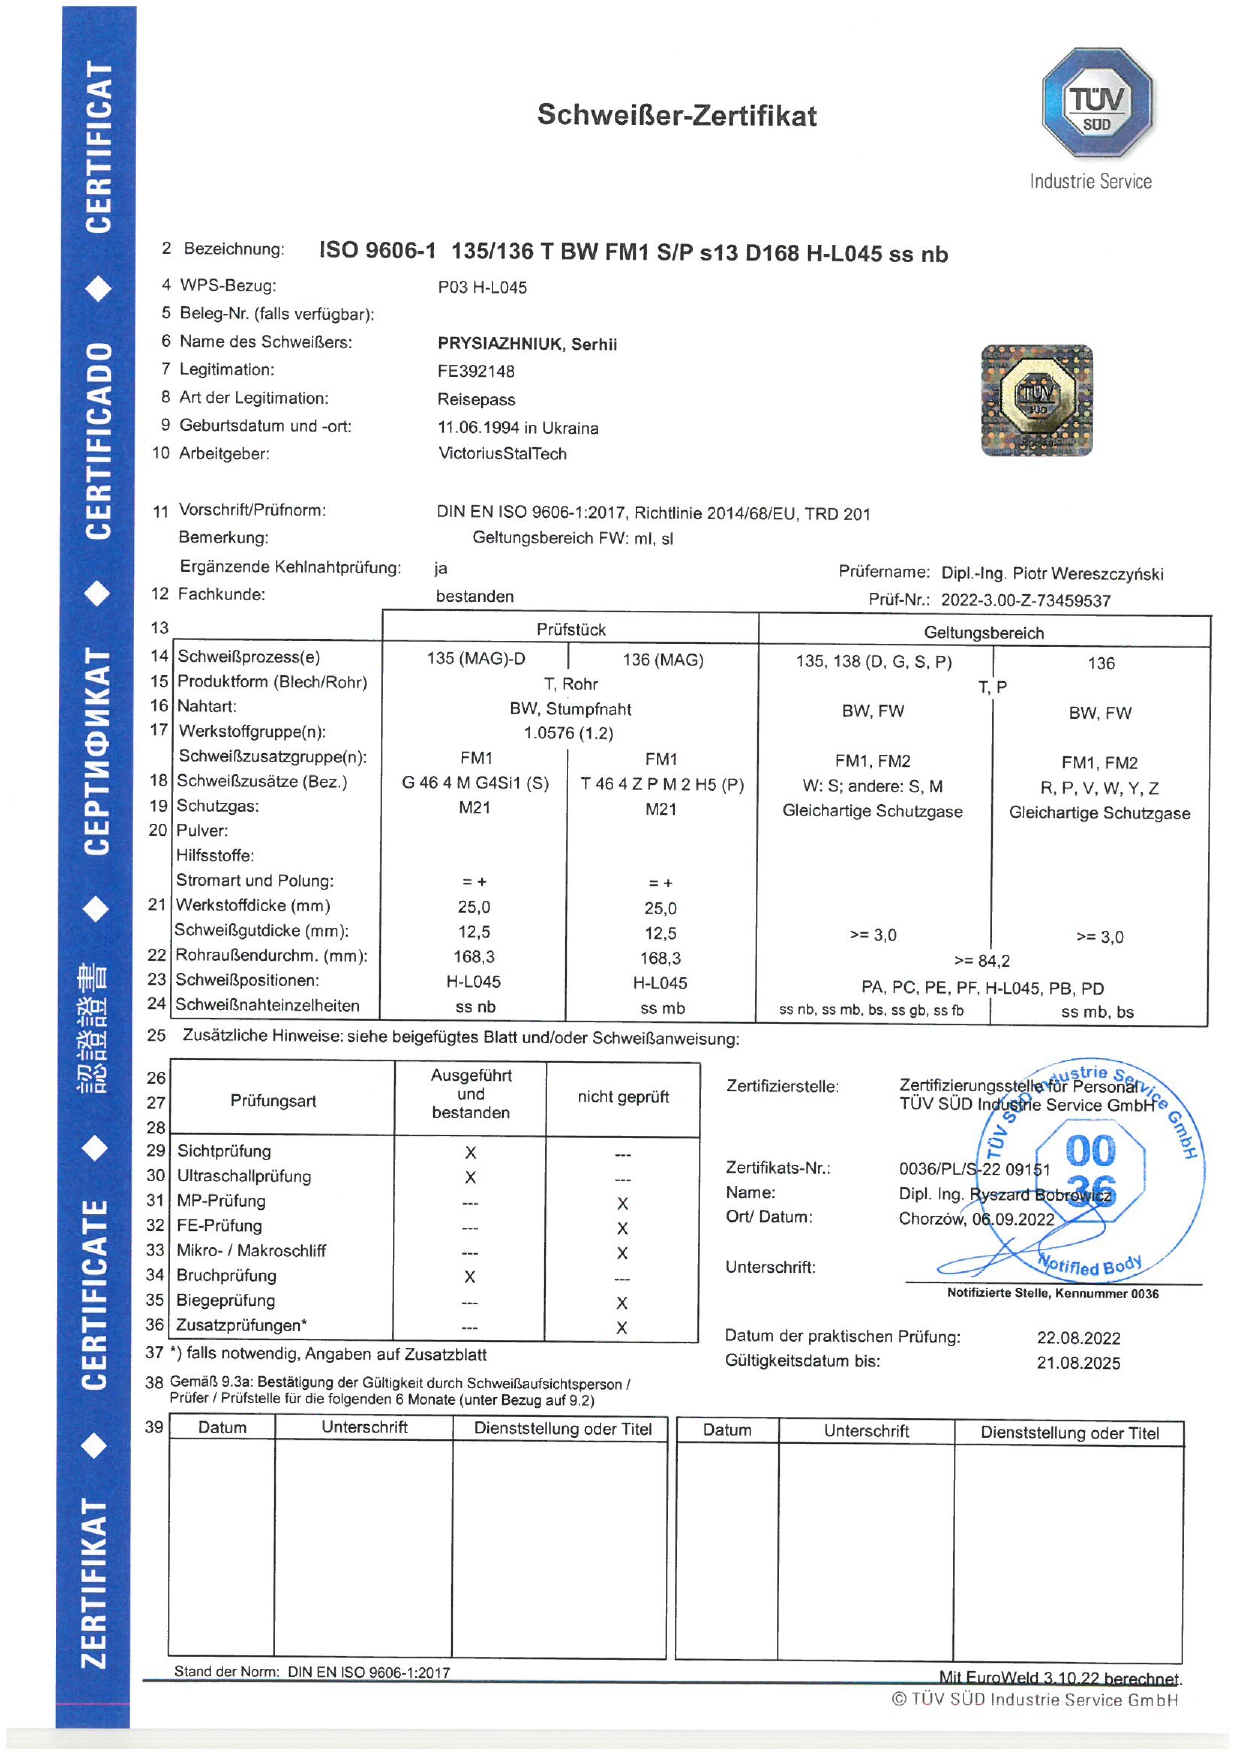 ZERTIFIKAT ◆ CERTIFICATE ◆ 認證證書 ◆ СЕРТИФИКАТ ◆ CERTIFICADO ◆ CERTIFICAT
Schweißer-Zertifikat
TÜV
SÜD
Industrie Service
2 Bezeichnung: ISO 9606-1 135/136 T BW FM1 S/P s13 D168 H-L045 ss nb
4 WPS-Bezug: P03 H-L045
5 Beleg-Nr. (falls verfügbar):
6 Name des Schweißers: PRYSIAZHNIUK, Serhii
7 Legitimation: FE392148
8 Art der Legitimation: Reisepass
9 Geburtsdatum und -ort: 11.06.1994 in Ukraina
10 Arbeitgeber: VictoriusStalTech
TÜV
SÜD
11 Vorschrift/Prüfnorm: DIN EN ISO 9606-1:2017, Richtlinie 2014/68/EU, TRD 201
Bemerkung: Geltungsbereich FW: ml, sl
Ergänzende Kehlnahtprüfung: ja
Prüfername: Dipl.-Ing. Piotr Wereszczyński
12 Fachkunde: bestanden
Prüf-Nr.: 2022-3.00-Z-73459537
13 Prüfstück Geltungsbereich
14 Schweißprozess(e) 135 (MAG)-D 136 (MAG) 135, 138 (D, G, S, P) 136
15 Produktform (Blech/Rohr) T, Rohr T, P
16 Nahtart: BW, Stumpfnaht BW, FW BW, FW
17 Werkstoffgruppe(n): 1.0576 (1.2)
Schweißzusatzgruppe(n): FM1 FM1 FM1, FM2 FM1, FM2
18 Schweißzusätze (Bez.) G 46 4 M G4Si1 (S) T 46 4 Z P M 2 H5 (P) W: S; andere: S, M R, P, V, W, Y, Z
19 Schutzgas: M21 M21 Gleichartige Schutzgase Gleichartige Schutzgase
20 Pulver:
Hilfsstoffe:
Stromart und Polung: = + = +
21 Werkstoffdicke (mm) 25,0 25,0
Schweißgutdicke (mm): 12,5 12,5 >= 3,0 >= 3,0
22 Rohraußendurchm. (mm): 168,3 168,3 >= 84,2
23 Schweißpositionen: H-L045 H-L045 PA, PC, PE, PF, H-L045, PB, PD
24 Schweißnahteinzelheiten ss nb ss mb ss nb, ss mb, bs, ss gb, ss fb ss mb, bs
25 Zusätzliche Hinweise: siehe beigefügtes Blatt und/oder Schweißanweisung:
26
27
28
Prüfungsart
Ausgeführt
und
bestanden
nicht geprüft
29 Sichtprüfung X ---
30 Ultraschallprüfung X ---
31 MP-Prüfung --- X
32 FE-Prüfung --- X
33 Mikro- / Makroschliff --- X
34 Bruchprüfung X ---
35 Biegeprüfung --- X
36 Zusatzprüfungen* --- X
37 *) falls notwendig, Angaben auf Zusatzblatt
Zertifizierstelle: Zertifizierungsstelle für Personal
TÜV SÜD Industrie Service GmbH
Zertifikats-Nr.: 0036/PL/S-22 09151
Name: Dipl. Ing. Ryszard Bobrowicz
Ort/ Datum: Chorzów, 06.09.2022
Unterschrift:
TÜV SÜD Industrie Service GmbH
00
36
Notified Body
Notifizierte Stelle, Kennummer 0036
Datum der praktischen Prüfung: 22.08.2022
Gültigkeitsdatum bis: 21.08.2025
38 Gemäß 9.3a: Bestätigung der Gültigkeit durch Schweißaufsichtsperson /
Prüfer / Prüfstelle für die folgenden 6 Monate (unter Bezug auf 9.2)
39 Datum Unterschrift Dienststellung oder Titel Datum Unterschrift Dienststellung oder Titel
Stand der Norm: DIN EN ISO 9606-1:2017
Mit EuroWeld 3.10.22 berechnet.
© TÜV SÜD Industrie Service GmbH